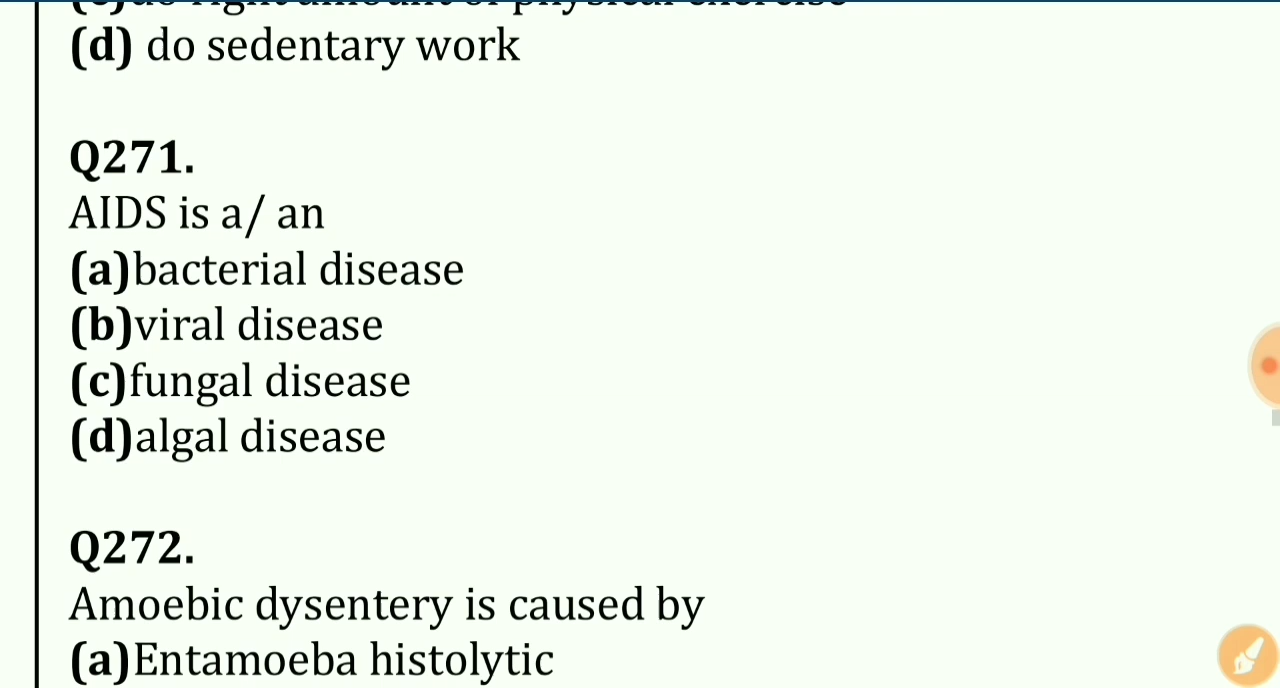 (d) do sedentary work
Q271.
AIDS is a/ an
(a)bacterial disease
(b)viral disease
(c)fungal disease
(d)algal disease
Q272.
Amoebic dysentery is caused by
(a)Entamoeba histolytic